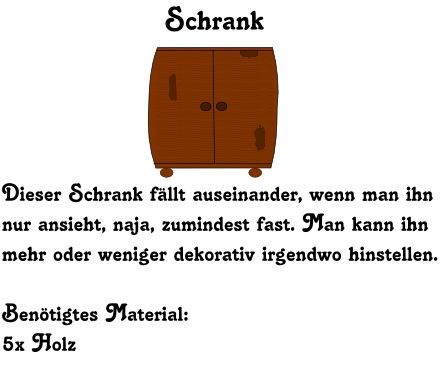 Schrank
Dieser Schrank fällt auseinander, wenn man ihn
nur ansieht, naja, zumindest fast. Man kann ihn
mehr oder weniger dekorativ irgendwo hinstellen.
Benötigtes Material:
5x Holz